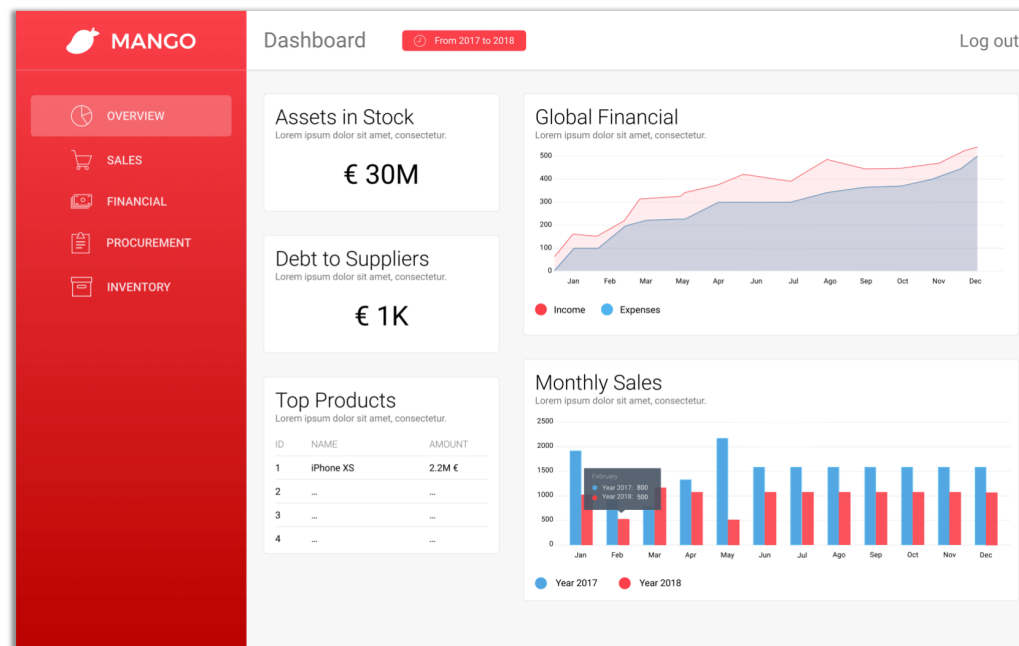 MANGO
Dashboard
From 2017 to 2018
Log out
OVERVIEW
SALES
FINANCIAL
PROCUREMENT
INVENTORY
Assets in Stock
Lorem ipsum dolor sit amet, consectetur.
€ 30M
Debt to Suppliers
Lorem ipsum dolor sit amet, consectetur.
€ 1K
Top Products
Lorem ipsum dolor sit amet, consectetur.
ID NAME AMOUNT
1 iPhone XS 2.2M €
2 ... ...
3 ... ...
4 ... ...
Global Financial
Lorem ipsum dolor sit amet, consectetur.
500
400
300
200
100
0
Jan Feb Mar May Apr Jun Jul Ago Sep Oct Nov Dec
Income Expenses
Monthly Sales
Lorem ipsum dolor sit amet, consectetur.
2500
2000
1500
1000
500
0
February
Year 2017: 800
Year 2018: 500
Jan Feb Mar Apr May Jun Jul Ago Sep Oct Nov Dec
Year 2017 Year 2018